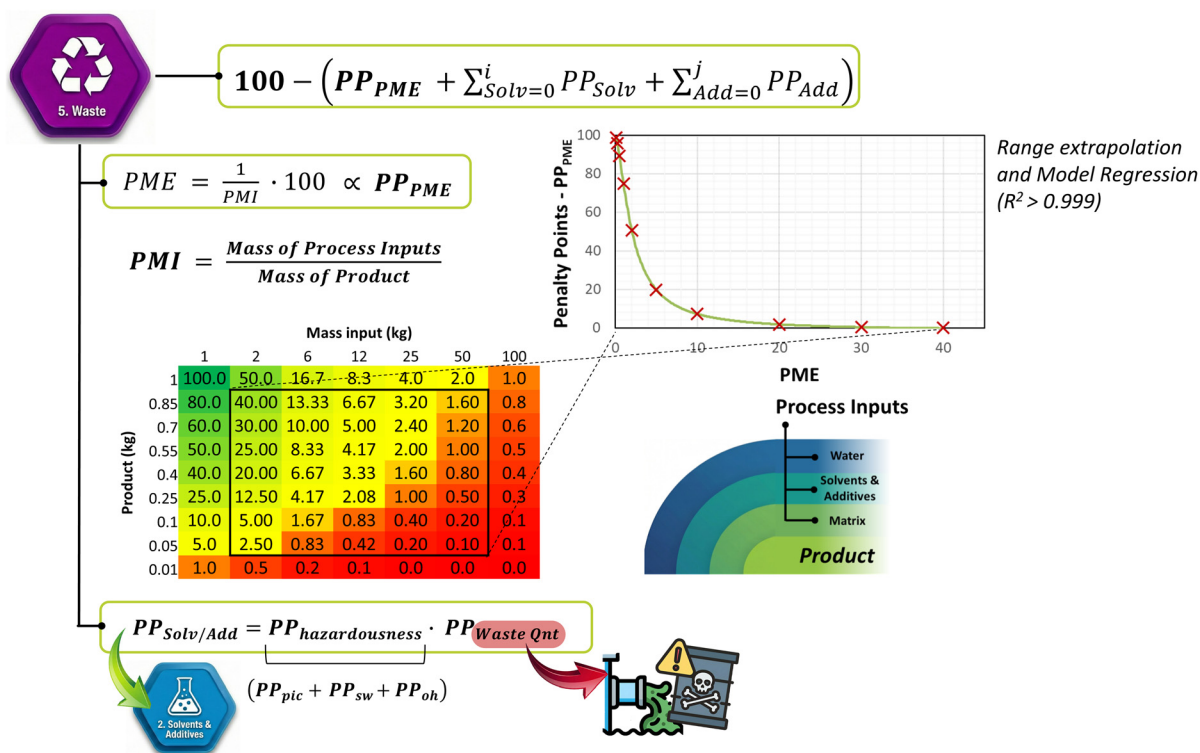 5. Waste
100 − (PP_PME + ∑^i_{Solv=0} PP_Solv + ∑^j_{Add=0} PP_Add)
PME = 1/PMI · 100 ∝ PP_PME
PMI = Mass of Process Inputs / Mass of Product
Penalty Points - PP_PME
100
80
60
40
20
0
0 10 20 30 40
PME
Range extrapolation
and Model Regression
(R² > 0.999)
Mass input (kg)
1 2 6 12 25 50 100
Product (kg)
1 100.0 50.0 16.7 8.3 4.0 2.0 1.0
0.85 80.0 40.00 13.33 6.67 3.20 1.60 0.8
0.7 60.0 30.00 10.00 5.00 2.40 1.20 0.6
0.55 50.0 25.00 8.33 4.17 2.00 1.00 0.5
0.4 40.0 20.00 6.67 3.33 1.60 0.80 0.4
0.25 25.0 12.50 4.17 2.08 1.00 0.50 0.3
0.1 10.0 5.00 1.67 0.83 0.40 0.20 0.1
0.05 5.0 2.50 0.83 0.42 0.20 0.10 0.1
0.01 1.0 0.5 0.2 0.1 0.0 0.0 0.0
Process Inputs
Water
Solvents &
Additives
Matrix
Product
PP_Solv/Add = PP_hazardousness · PP_Waste Qnt
(PP_pic + PP_sw + PP_oh)
2. Solvents &
Additives